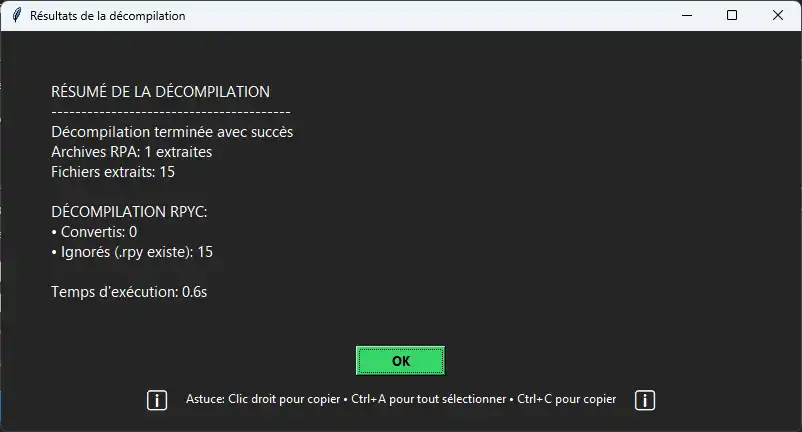 Résultats de la décompilation
RÉSUMÉ DE LA DÉCOMPILATION
----------------------------------------
Décompilation terminée avec succès
Archives RPA: 1 extraites
Fichiers extraits: 15
DÉCOMPILATION RPYC:
• Convertis: 0
• Ignorés (.rpy existe): 15
Temps d'exécution: 0.6s
OK
Astuce: Clic droit pour copier • Ctrl+A pour tout sélectionner • Ctrl+C pour copier